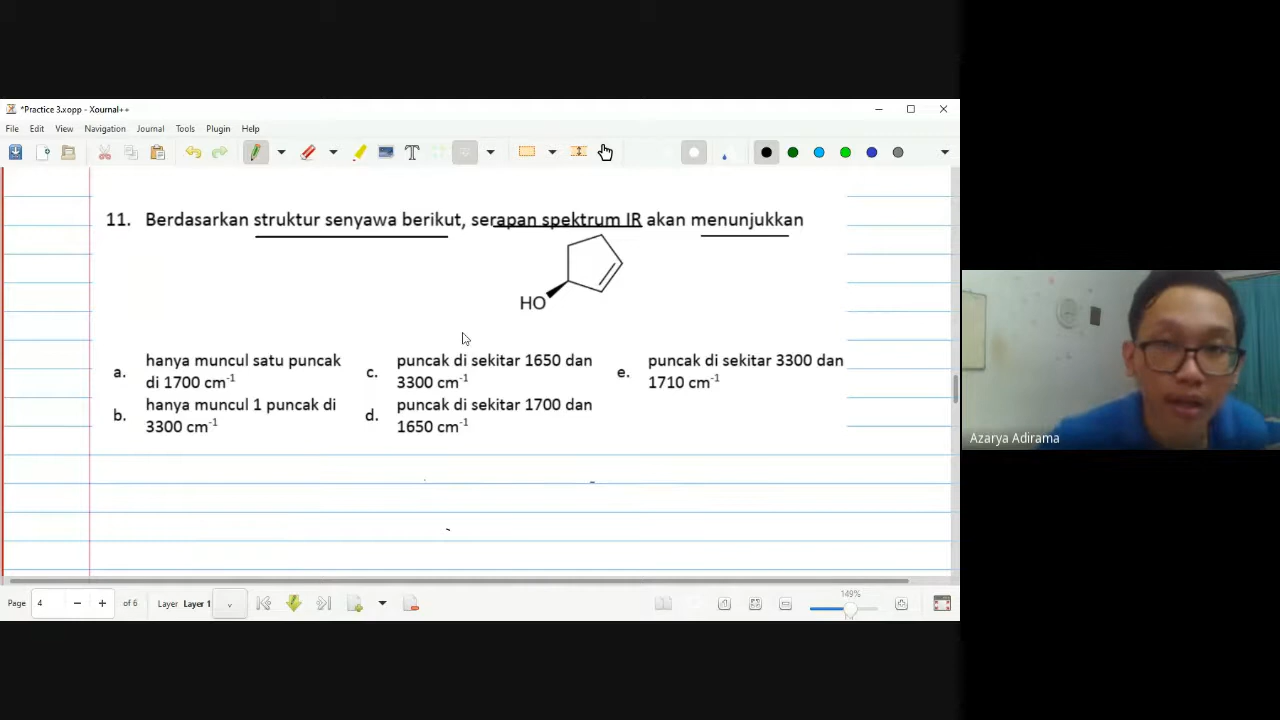 *Practice 3.xopp - Xournal++
File Edit View Navigation Journal Tools Plugin Help
11. Berdasarkan struktur senyawa berikut, serapan spektrum IR akan menunjukkan
HO
a. hanya muncul satu puncak di 1700 cm⁻¹
b. hanya muncul 1 puncak di 3300 cm⁻¹
c. puncak di sekitar 1650 dan 3300 cm⁻¹
d. puncak di sekitar 1700 dan 1650 cm⁻¹
e. puncak di sekitar 3300 dan 1710 cm⁻¹
Azarya Adirama
Page 4 of 6 Layer Layer 1 149%